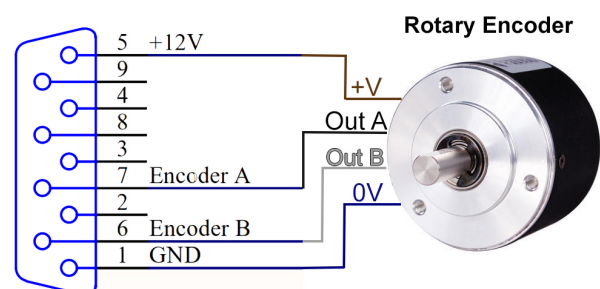 Rotary Encoder
5 +12V
9
+V
4
8
Out A
3
Out B
7 Encoder A
0V
2
6 Encoder B
1 GND